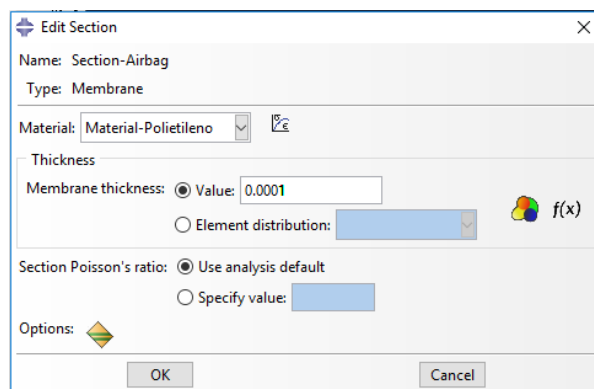 Edit Section
Name: Section-Airbag
Type: Membrane
Material: Material-Polietileno
Thickness
Membrane thickness: Value: 0.0001
Element distribution:
f(x)
Section Poisson's ratio: Use analysis default
Specify value:
Options:
OK Cancel